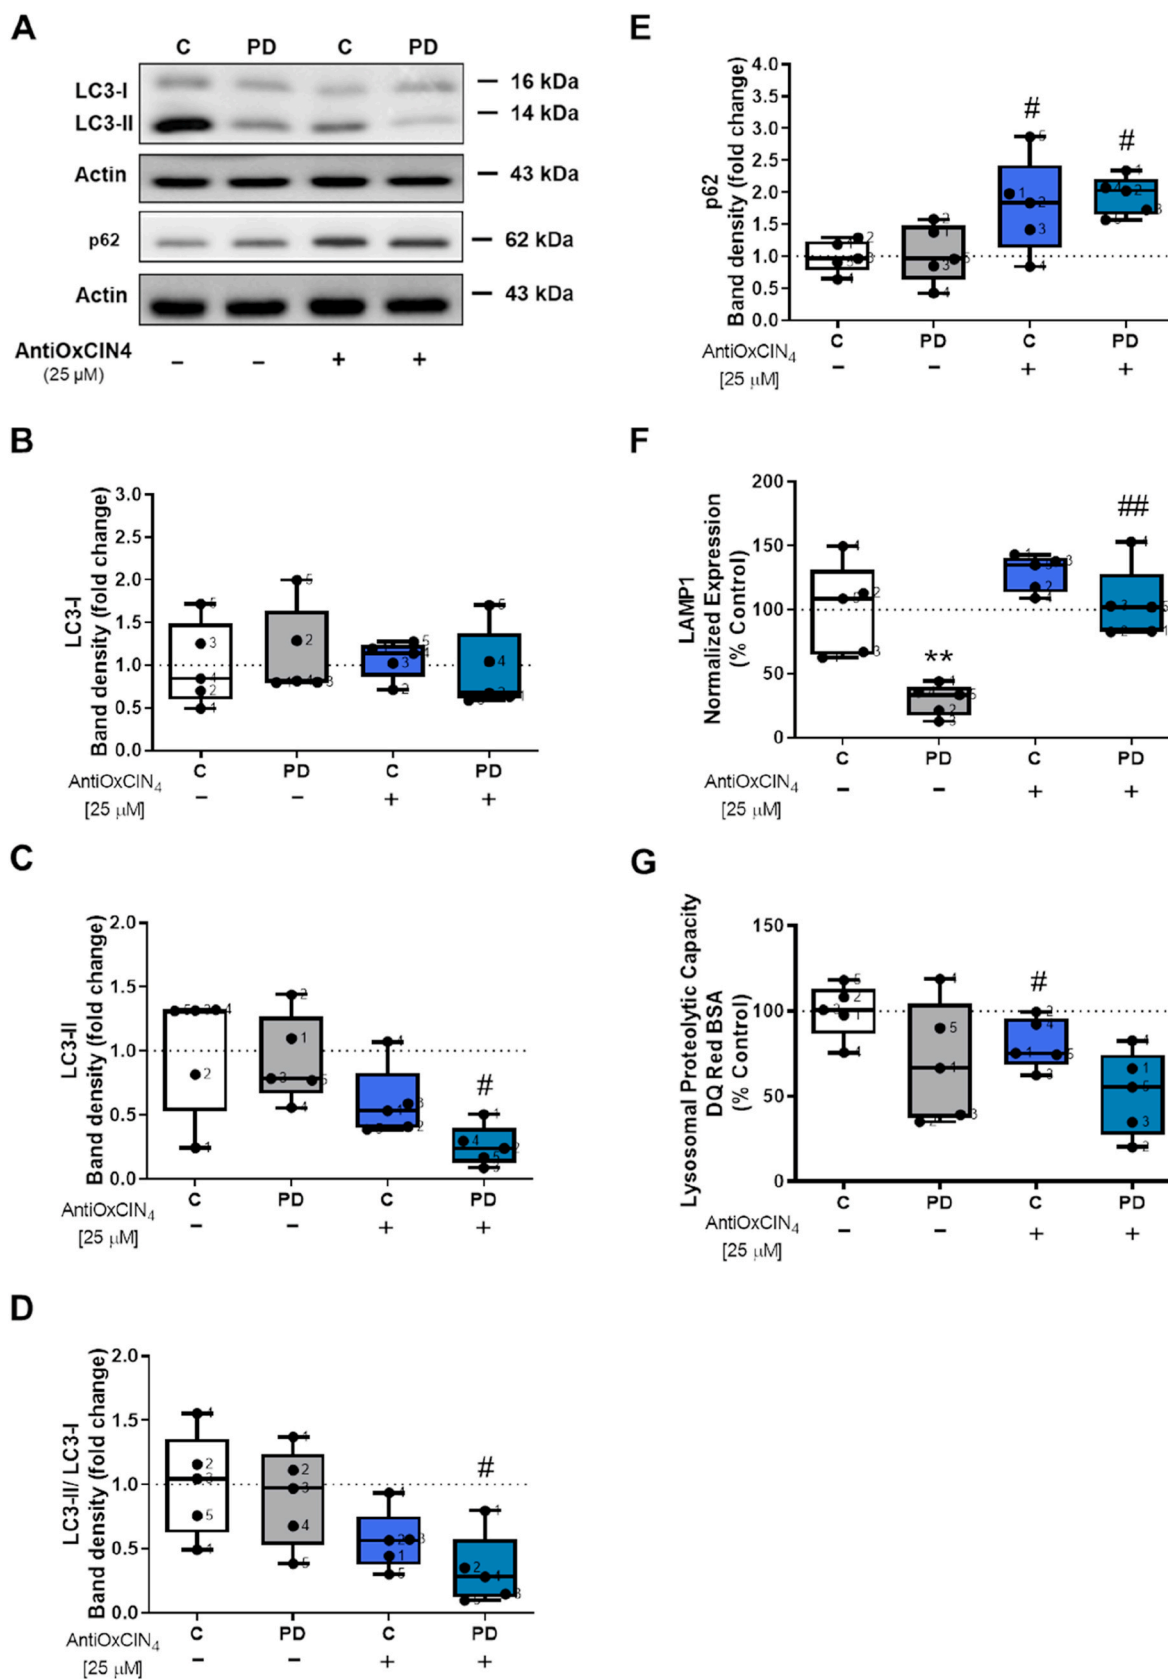 A
C PD C PD
LC3-I
16 kDa
LC3-II
14 kDa
Actin
43 kDa
p62
62 kDa
Actin
43 kDa
AntiOxCIN4
(25 µM)
– – + +
B
LC3-I
Band density (fold change)
3.0
2.5
2.0
1.5
1.0
0.5
0.0
C PD C PD
AntiOxCIN4
[25 µM]
– – + +
C
LC3-II
Band density (fold change)
2.0
1.5
1.0
0.5
0.0
#
C PD C PD
AntiOxCIN4
[25 µM]
– – + +
D
LC3-II/ LC3-I
Band density (fold change)
2.0
1.5
1.0
0.5
0.0
#
C PD C PD
AntiOxCIN4
[25 µM]
– – + +
E
p62
Band density (fold change)
4.0
3.5
3.0
2.5
2.0
1.5
1.0
0.5
0.0
# #
C PD C PD
AntiOxCIN4
[25 µM]
– – + +
F
LAMP1
Normalized Expression
(% Control)
200
150
100
50
0
** ##
C PD C PD
AntiOxCIN4
[25 µM]
– – + +
G
Lysosomal Proteolytic Capacity
DQ Red BSA
(% Control)
150
100
50
0
#
C PD C PD
AntiOxCIN4
[25 µM]
– – + +